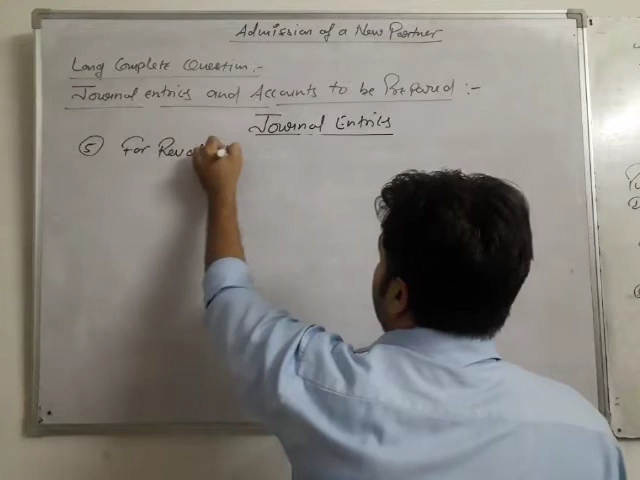 Admission of a New Partner
Long Complete Question:-
Journal entries and Accounts to be Prepared:-
Journal Entries
⑤ For Reva